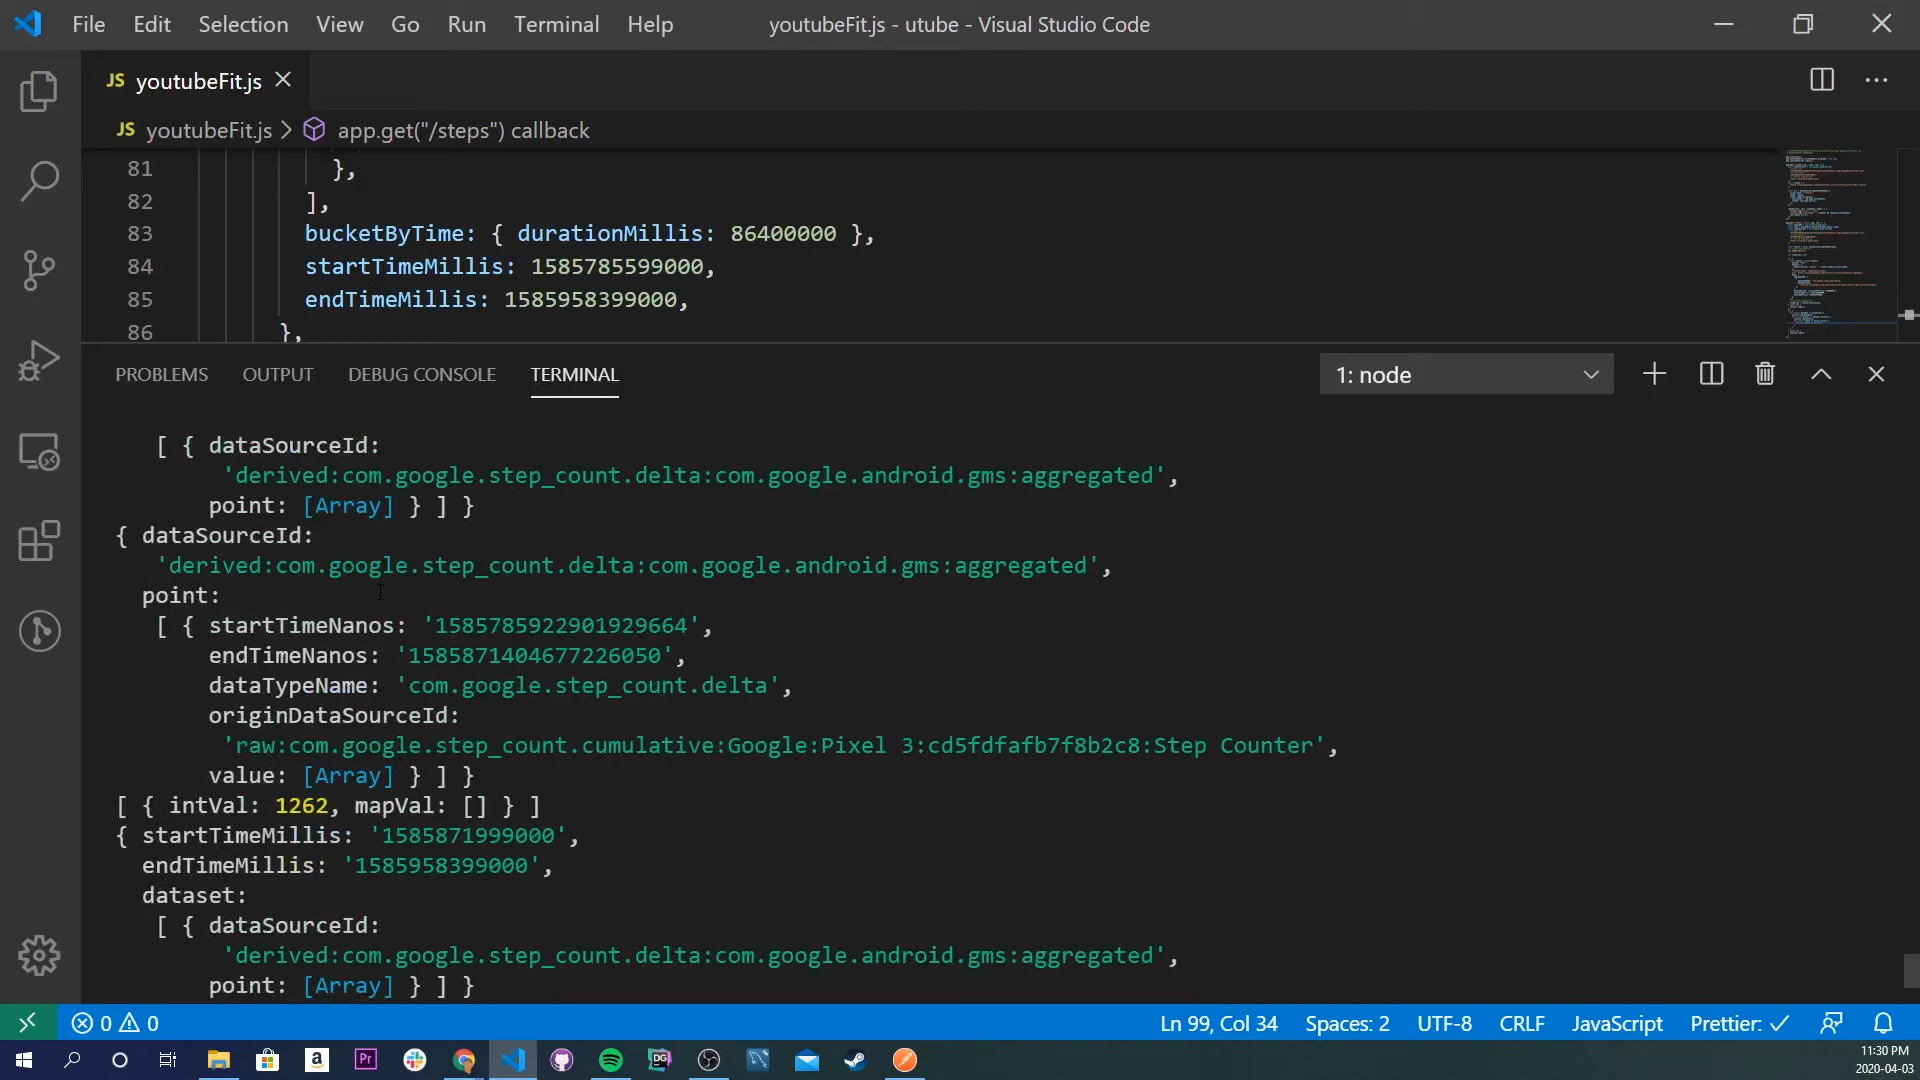 File Edit Selection View Go Run Terminal Help youtubeFit.js - utube - Visual Studio Code
JS youtubeFit.js
JS youtubeFit.js > app.get("/steps") callback
81 },
82 ],
83 bucketByTime: { durationMillis: 86400000 },
84 startTimeMillis: 1585785599000,
85 endTimeMillis: 1585958399000,
86 },
PROBLEMS OUTPUT DEBUG CONSOLE TERMINAL 1: node
[ { dataSourceId:
'derived:com.google.step_count.delta:com.google.android.gms:aggregated',
point: [Array] } ] }
{ dataSourceId:
'derived:com.google.step_count.delta:com.google.android.gms:aggregated',
point:
[ { startTimeNanos: '1585785922901929664',
endTimeNanos: '1585871404677226050',
dataTypeName: 'com.google.step_count.delta',
originDataSourceId:
'raw:com.google.step_count.cumulative:Google:Pixel 3:cd5fdfafb7f8b2c8:Step Counter',
value: [Array] } ] }
[ { intVal: 1262, mapVal: [] } ]
{ startTimeMillis: '1585871999000',
endTimeMillis: '1585958399000',
dataset:
[ { dataSourceId:
'derived:com.google.step_count.delta:com.google.android.gms:aggregated',
point: [Array] } ] }
0 0 Ln 99, Col 34 Spaces: 2 UTF-8 CRLF JavaScript Prettier: ✓
a Pr DG
11:30 PM
2020-04-03